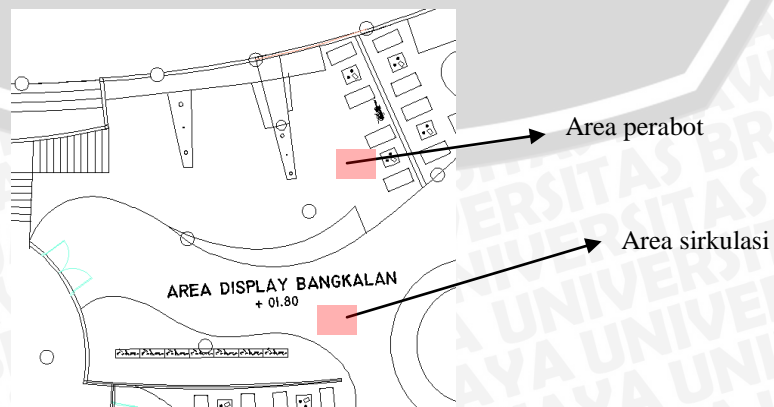 Area perabot
Area sirkulasi
AREA DISPLAY BANGKALAN
+ 01.80